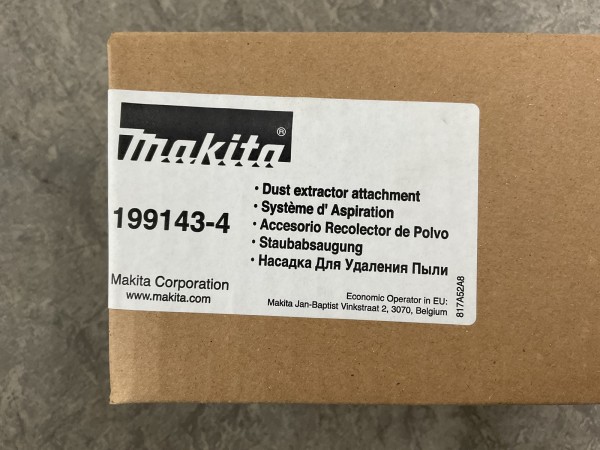 makita®
199143-4
• Dust extractor attachment
• Système d' Aspiration
• Accesorio Recolector de Polvo
• Staubabsaugung
• Насадка Для Удаления Пыли
Makita Corporation
www.makita.com
Economic Operator in EU:
Makita Jan-Baptist Vinkstraat 2, 3070, Belgium
817A52A8